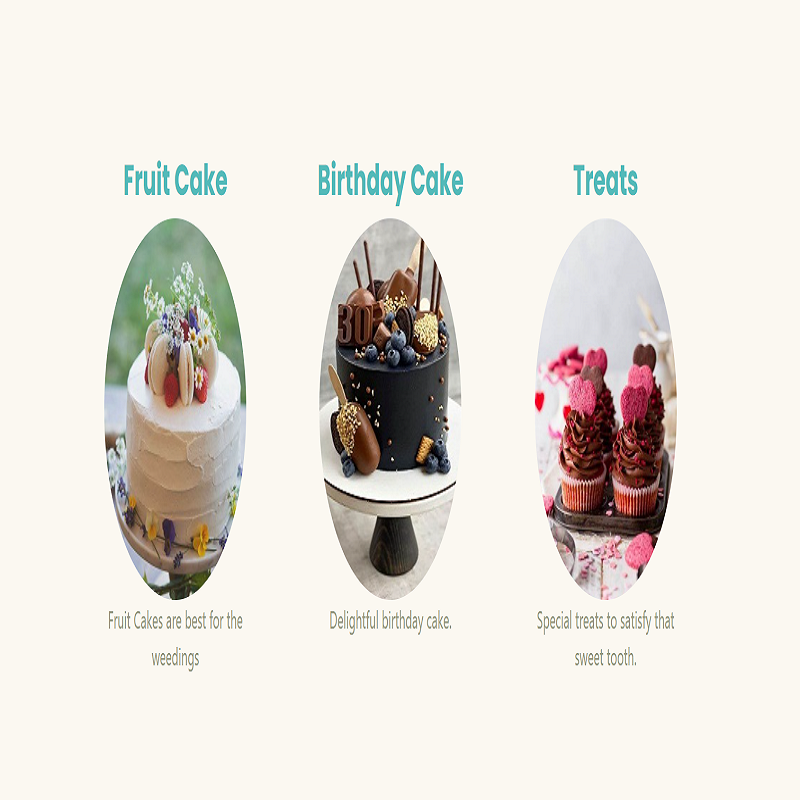 Fruit Cake
Birthday Cake
Treats
30
Fruit Cakes are best for the
weedings
Delightful birthday cake.
Special treats to satisfy that
sweet tooth.